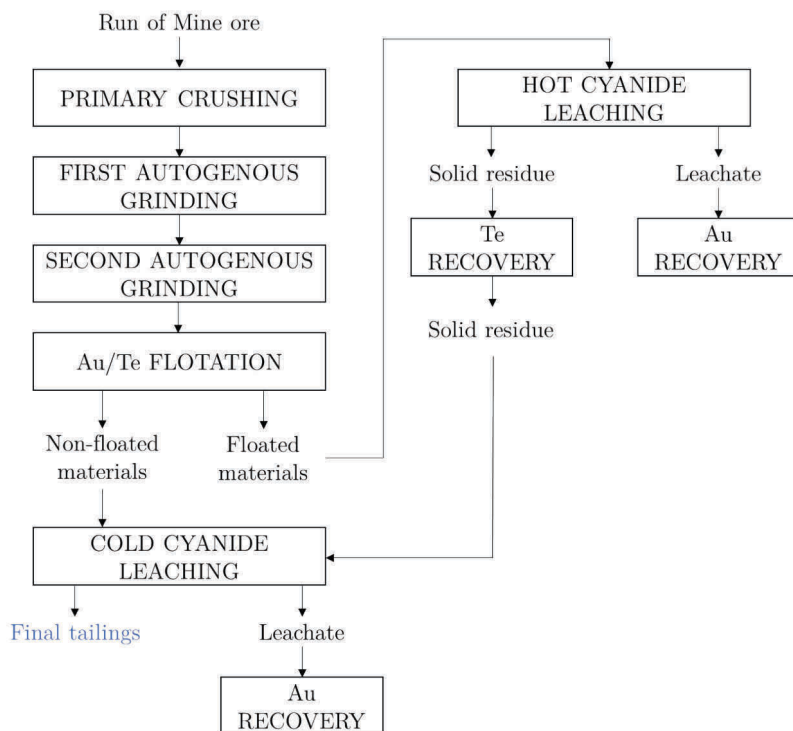 Run of Mine ore
PRIMARY CRUSHING
FIRST AUTOGENOUS
GRINDING
SECOND AUTOGENOUS
GRINDING
Au/Te FLOTATION
Non-floated
materials
Floated
materials
HOT CYANIDE
LEACHING
Solid residue
Leachate
Te
RECOVERY
Au
RECOVERY
Solid residue
COLD CYANIDE
LEACHING
Final tailings
Leachate
Au
RECOVERY